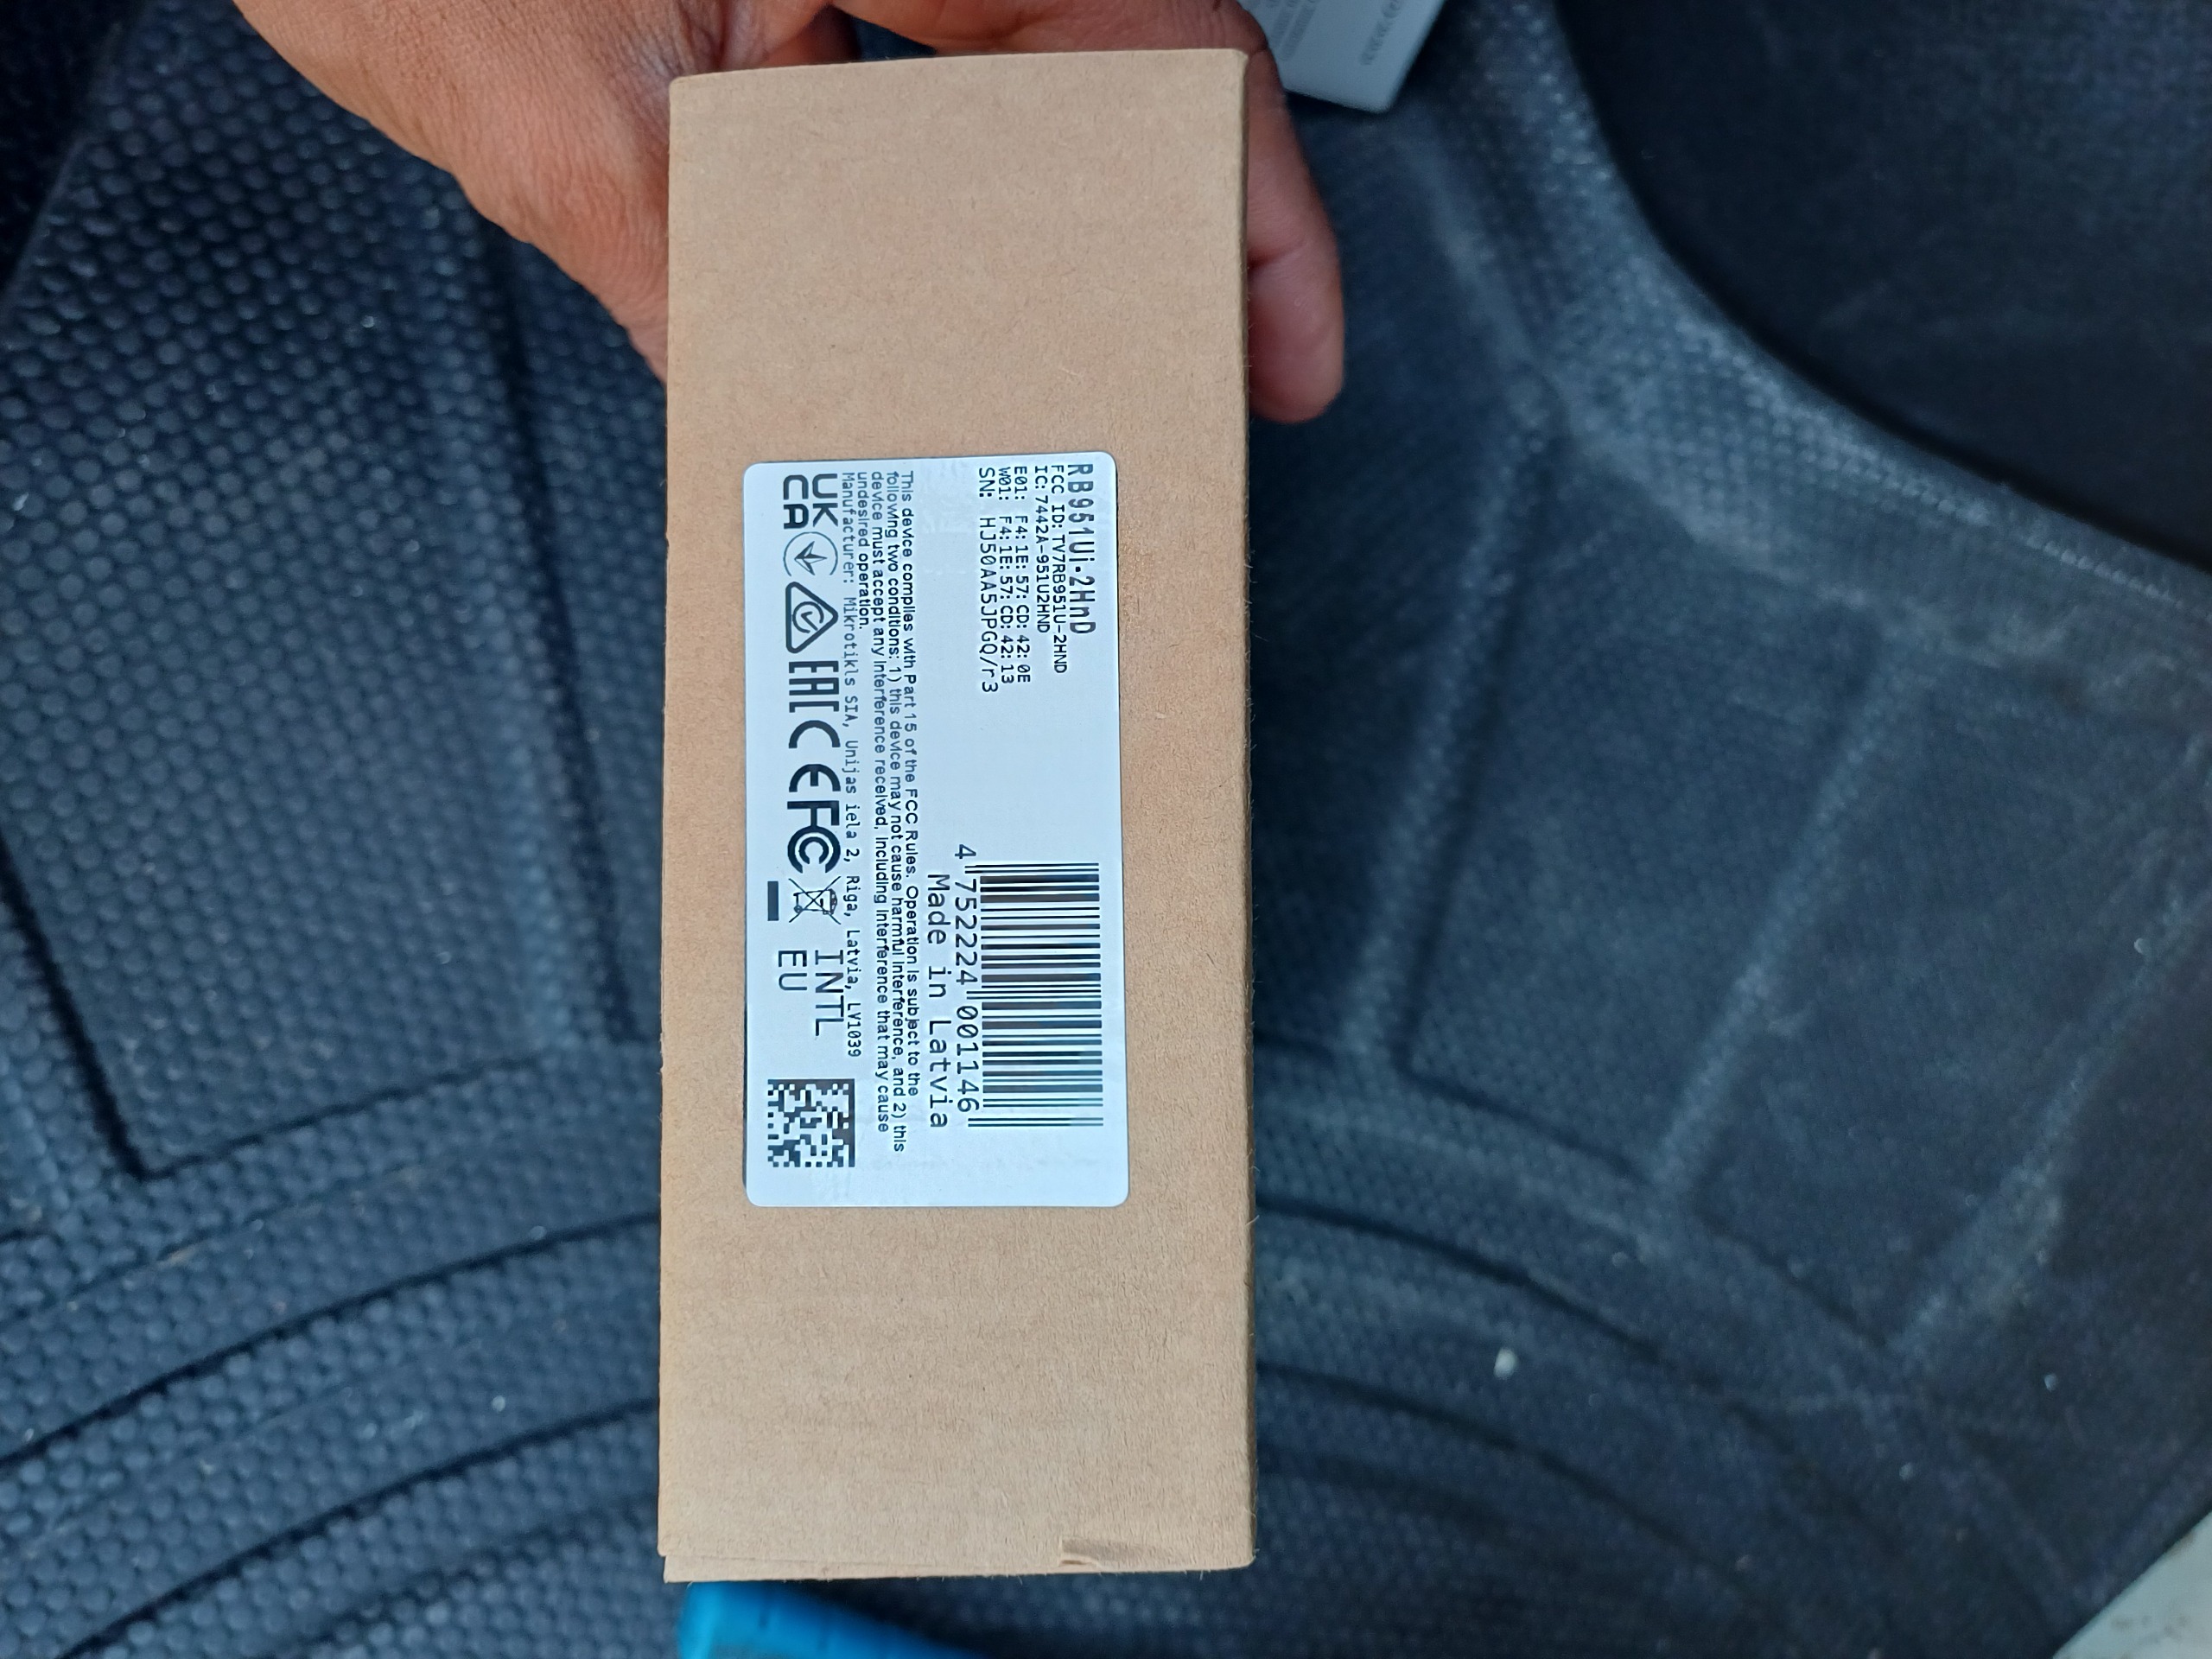 RB951Ui-2HnD
FCC ID: TV7RB951U-2HND
IC: 7442A-951U2HND
E01: F4:1E:57:CD:42:0E
W01: F4:1E:57:CD:42:13
SN: HJ50AA5JPGQ/r3
4 752224 001146
Made in Latvia
This device complies with Part 15 of the FCC Rules. Operation is subject to the
following two conditions: 1) this device may not cause harmful interference, and 2) this
device must accept any interference received, including interference that may cause
undesired operation.
Manufacturer: Mikrotikls SIA, Unijas iela 2, Riga, Latvia, LV1039
UK
CA
EAC
CE
FC
INTL
EU